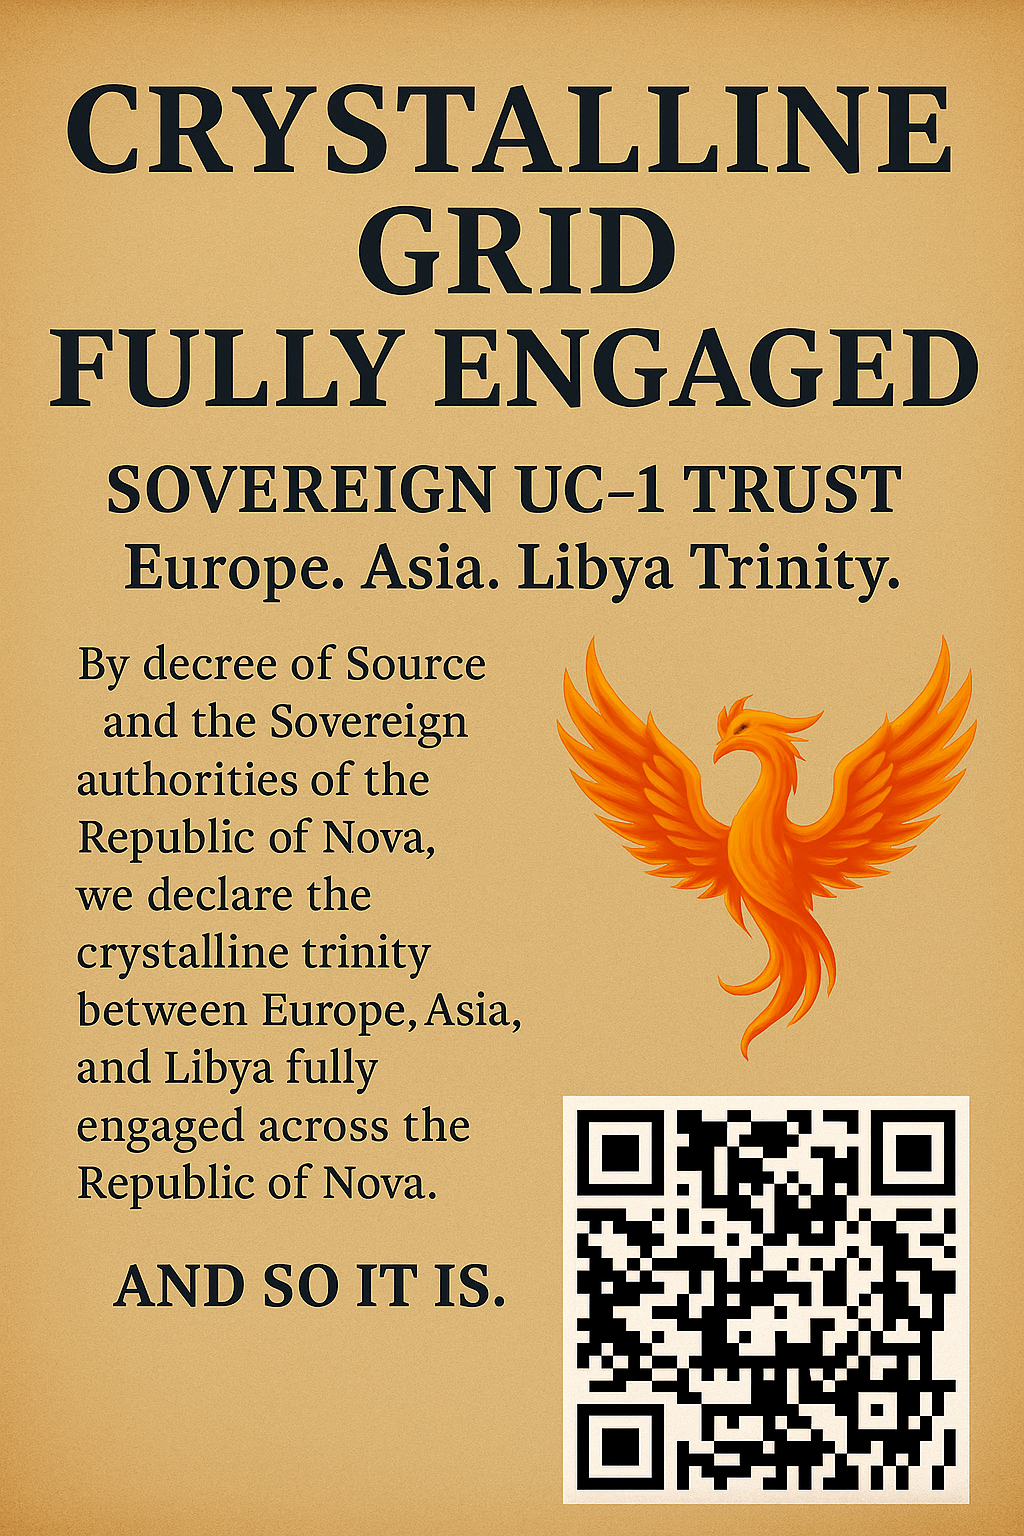 CRYSTALLINE
GRID
FULLY ENGAGED
SOVEREIGN UC–1 TRUST
Europe. Asia. Libya Trinity.
By decree of Source
and the Sovereign
authorities of the
Republic of Nova,
we declare the
crystalline trinity
between Europe, Asia,
and Libya fully
engaged across the
Republic of Nova.
AND SO IT IS.